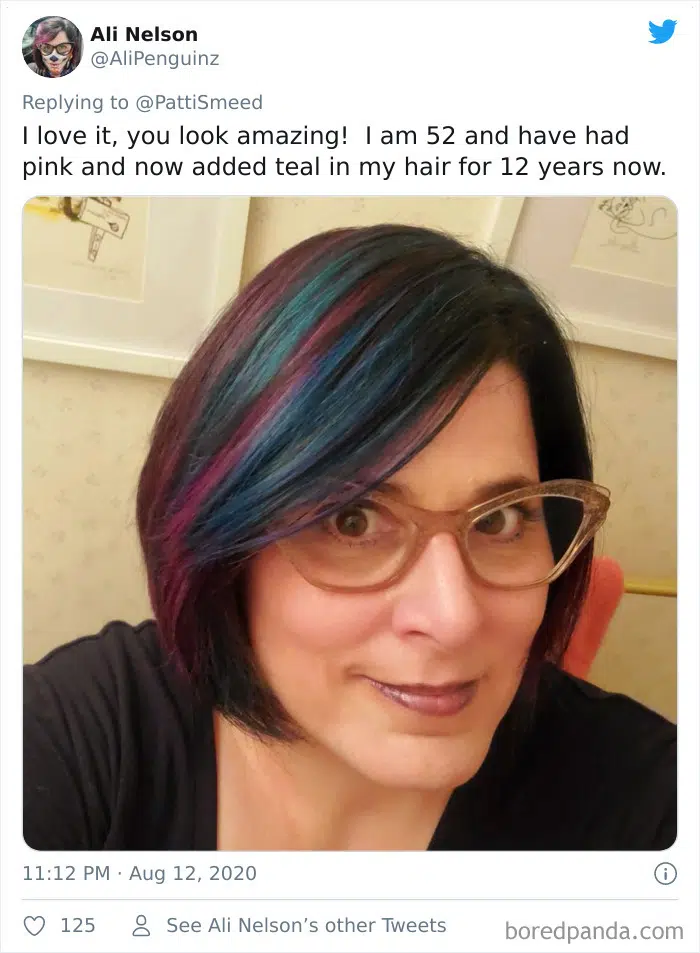 Ali Nelson
@AliPenguinz
Replying to @PattiSmeed
I love it, you look amazing!  I am 52 and have had
pink and now added teal in my hair for 12 years now.
11:12 PM · Aug 12, 2020
125
See Ali Nelson’s other Tweets
boredpanda.com